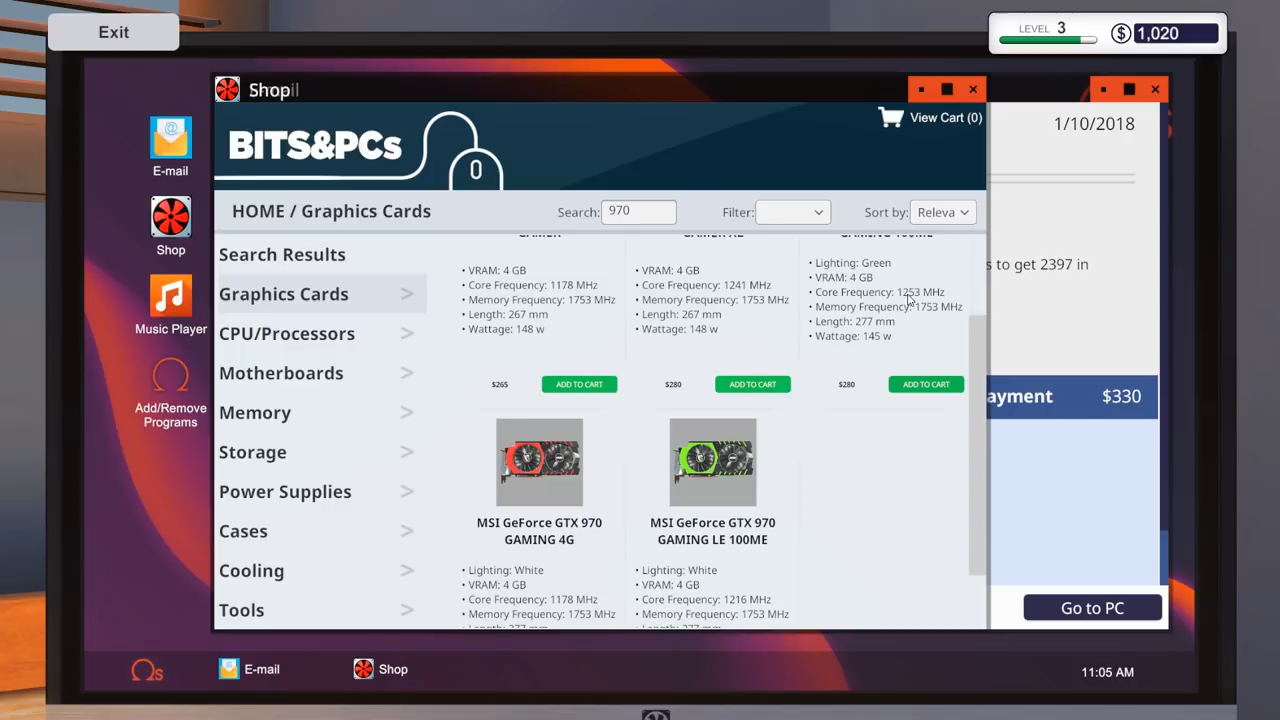 Exit
LEVEL 3
$ 1,020
Shop
BITS&PCs
View Cart (0)
1/10/2018
HOME / Graphics Cards
Search: 970
Filter:
Sort by: Releva
Search Results
Graphics Cards >
CPU/Processors >
Motherboards >
Memory >
Storage >
Power Supplies >
Cases >
Cooling >
Tools >
E-mail
Shop
Music Player
Add/Remove
Programs
• VRAM: 4 GB
• Core Frequency: 1178 MHz
• Memory Frequency: 1753 MHz
• Length: 267 mm
• Wattage: 148 w
$265
ADD TO CART
• VRAM: 4 GB
• Core Frequency: 1241 MHz
• Memory Frequency: 1753 MHz
• Length: 267 mm
• Wattage: 148 w
$280
ADD TO CART
• Lighting: Green
• VRAM: 4 GB
• Core Frequency: 1253 MHz
• Memory Frequency: 1753 MHz
• Length: 277 mm
• Wattage: 145 w
$280
ADD TO CART
MSI GeForce GTX 970
GAMING 4G
• Lighting: White
• VRAM: 4 GB
• Core Frequency: 1178 MHz
• Memory Frequency: 1753 MHz
MSI GeForce GTX 970
GAMING LE 100ME
• Lighting: White
• VRAM: 4 GB
• Core Frequency: 1216 MHz
• Memory Frequency: 1753 MHz
s to get 2397 in
ayment $330
Go to PC
Ωs
E-mail
Shop
11:05 AM